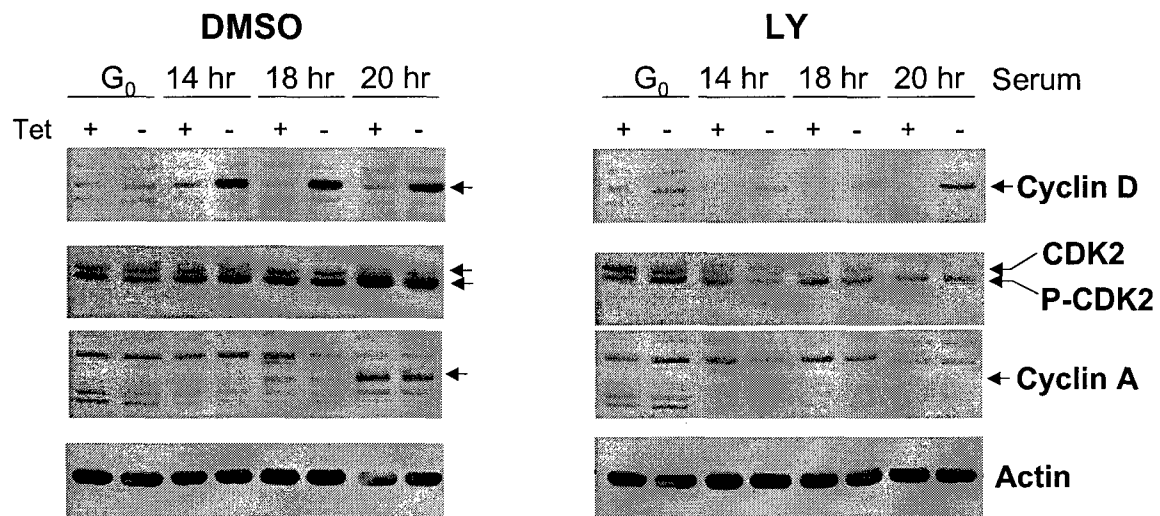 DMSO LY
G₀ 14 hr 18 hr 20 hr G₀ 14 hr 18 hr 20 hr Serum
Tet + - + - + - + - + - + - + - + -
Cyclin D
CDK2
P-CDK2
Cyclin A
Actin